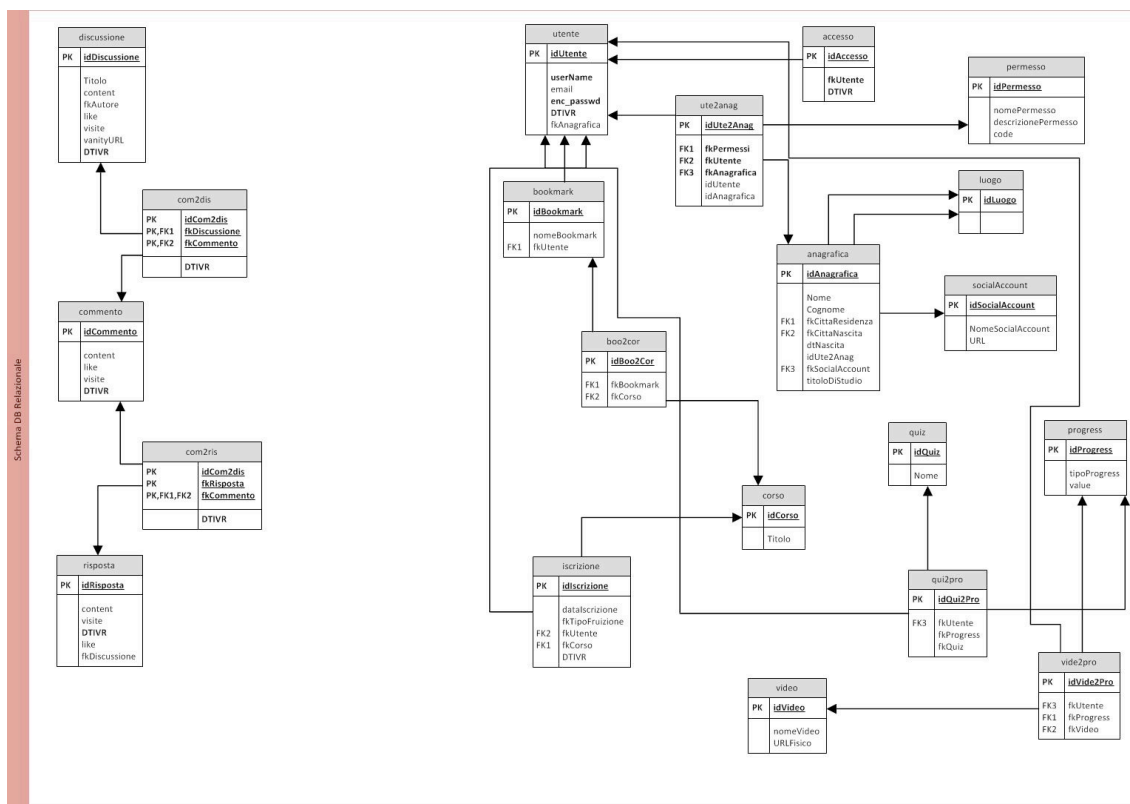 Schema DB Relazionale
discussione
PK idDiscussione
Titolo
content
fkAutore
like
visite
vanityURL
DTIVR
com2dis
PK idCom2dis
PK,FK1 fkDiscussione
PK,FK2 fkCommento
DTIVR
commento
PK idCommento
content
like
visite
DTIVR
com2ris
PK idCom2dis
PK fkRisposta
PK,FK1,FK2 fkCommento
DTIVR
risposta
PK idRisposta
content
visite
DTIVR
like
fkDiscussione
utente
PK idUtente
userName
email
enc_passwd
DTIVR
fkAnagrafica
accesso
PK idAccesso
fkUtente
DTIVR
permesso
PK idPermesso
nomePermesso
descrizionePermesso
code
ute2anag
PK idUte2Anag
FK1 fkPermessi
FK2 fkUtente
FK3 fkAnagrafica
idUtente
idAnagrafica
bookmark
PK idBookmark
nomeBookmark
FK1 fkUtente
luogo
PK idLuogo
anagrafica
PK idAnagrafica
Nome
Cognome
FK1 fkCittaResidenza
FK2 fkCittaNascita
dtNascita
idUte2Anag
FK3 fkSocialAccount
titoloDiStudio
socialAccount
PK idSocialAccount
NomeSocialAccount
URL
boo2cor
PK idBoo2Cor
FK1 fkBookmark
FK2 fkCorso
quiz
PK idQuiz
Nome
progress
PK idProgress
tipoProgress
value
corso
PK idCorso
Titolo
iscrizione
PK idIscrizione
dataIscrizione
fkTipoFruizione
FK2 fkUtente
FK1 fkCorso
DTIVR
qui2pro
PK idQui2Pro
FK3 fkUtente
fkProgress
fkQuiz
vide2pro
PK idVide2Pro
FK3 fkUtente
FK1 fkProgress
FK2 fkVideo
video
PK idVideo
nomeVideo
URLFisico